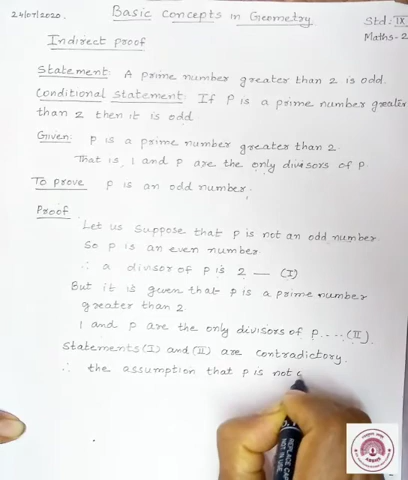 24/07/2020.
Basic Concepts in Geometry.
Std: IX
Maths-2
Indirect proof
Statement: A prime number greater than 2 is odd.
Conditional statement: If P is a prime number greater
than 2 then it is odd.
Given: P is a prime number greater than 2.
That is, 1 and p are the only divisors of P.
To prove p is an odd number.
Proof
Let us suppose that p is not an odd number
So p is an even number.
∴ a divisor of p is 2 — (I)
But it is given that p is a prime number
greater than 2.
1 and p are the only divisors of p .... (II).
Statements (I) and (II) are contradictory.
∴ the assumption that p is not
REPLACE CAP
NOT IN